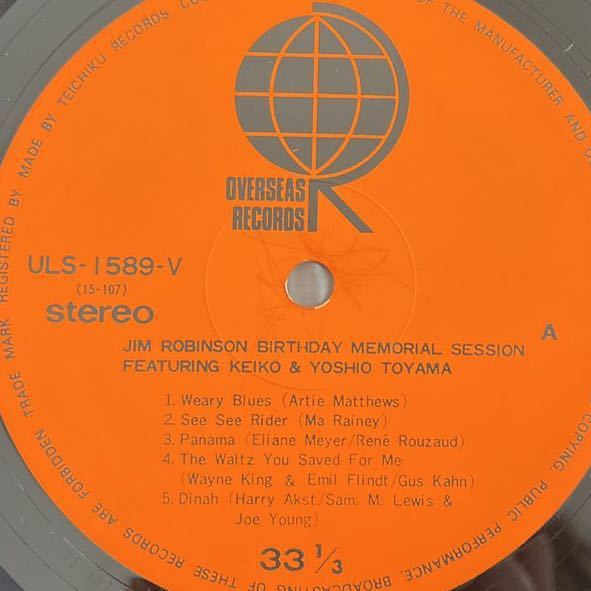 TRADE MARK REGISTERED BY MADE BY TEICHIKU RECORDS CO
OF THE MANUFACTURER AND
OVERSEAS
RECORDS
ULS-1589-V
(15-107)
stereo
A
JIM ROBINSON BIRTHDAY MEMORIAL SESSION
FEATURING KEIKO & YOSHIO TOYAMA
1. Weary Blues (Artie Matthews)
2. See See Rider (Ma Rainey)
3. Panama (Eliane Meyer/René Rouzaud)
4. The Waltz You Saved For Me
(Wayne King & Emil Flindt/Gus Kahn)
5. Dinah (Harry Akst/Sam. M. Lewis &
Joe Young)
33 1/3
COPYING, PUBLIC PERFORMANCE, BROADCASTING OF THESE RECORDS ARE FORBIDDEN